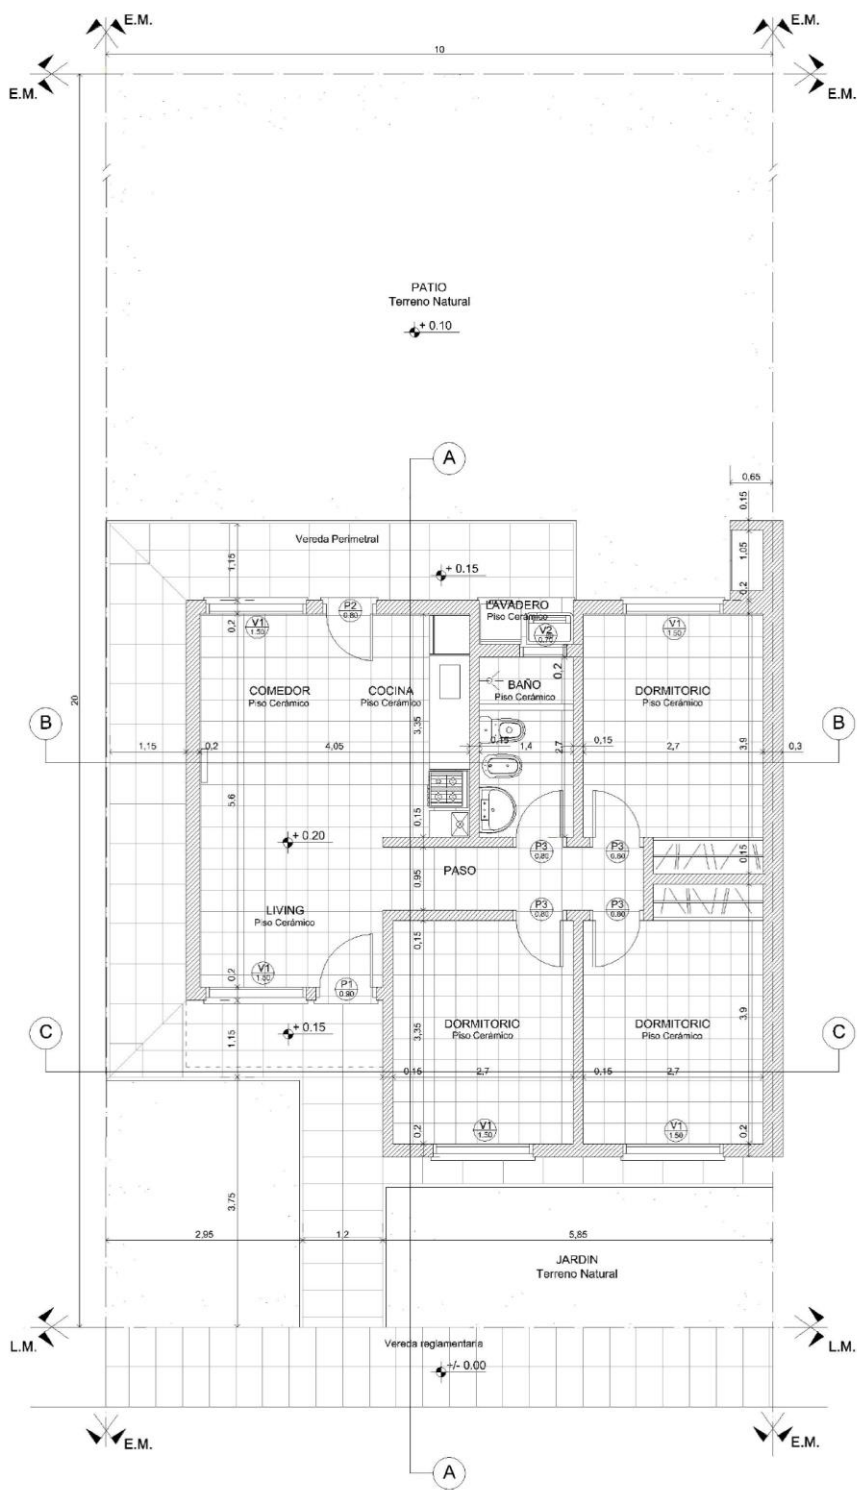 E.M.
E.M.
10
E.M.
E.M.
PATIO
Terreno Natural
+ 0.10
A
0,65
0,15
Vereda Perimetral
1,15
1,05
+ 0.15
0,2
LAVADERO
Piso Cerámico
P2
0.80
V1
1.50
0,2
V2
0.70
V1
1.50
20
COMEDOR
Piso Cerámico
COCINA
Piso Cerámico
BAÑO
Piso Cerámico
0,2
DORMITORIO
Piso Cerámico
B
B
3,35
1,15
0,2
4,05
0,15
1,4
2,7
0,15
2,7
3,9
0,3
5,6
0,15
+ 0.20
P3
0.80
P3
0.80
0,15
PASO
0,95
LIVING
Piso Cerámico
P3
0.80
P3
0.80
0,15
V1
1.50
0,2
P1
0.90
C
C
+ 0.15
1,15
3,35
DORMITORIO
Piso Cerámico
DORMITORIO
Piso Cerámico
3,9
0,15
2,7
0,15
2,7
V1
1.50
V1
1.50
0,2
0,2
3,75
2,95
1,2
5,85
JARDIN
Terreno Natural
L.M.
L.M.
Vereda reglamentaria
+/- 0.00
E.M.
E.M.
A